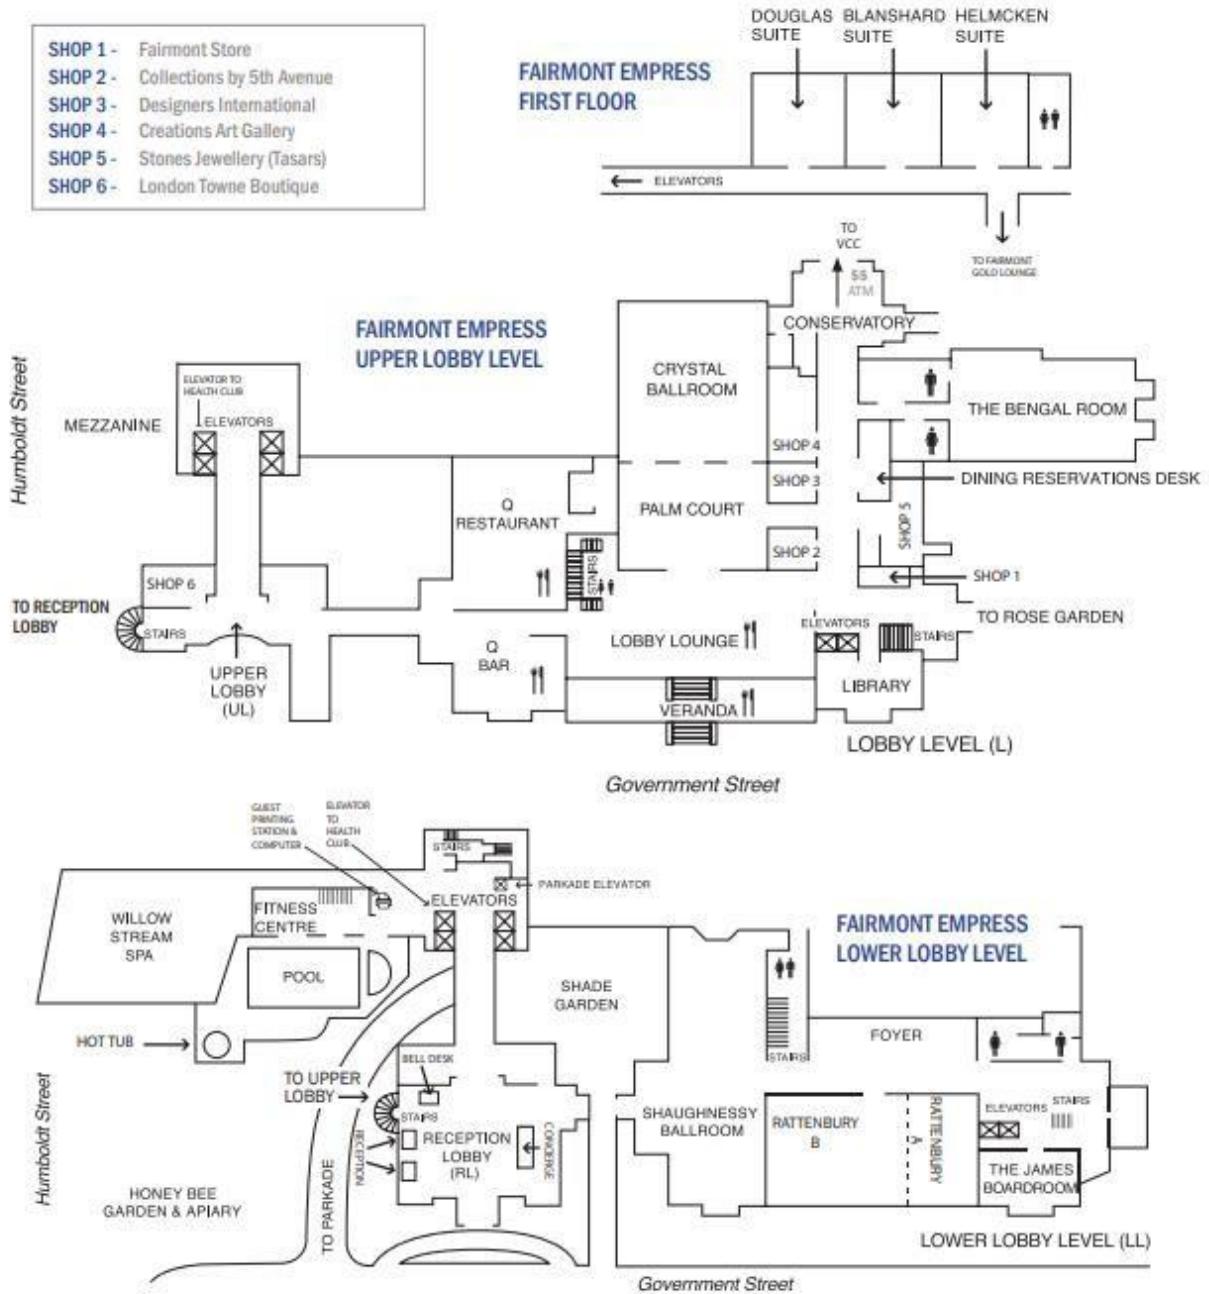 SHOP 1 - Fairmont Store
SHOP 2 - Collections by 5th Avenue
SHOP 3 - Designers International
SHOP 4 - Creations Art Gallery
SHOP 5 - Stones Jewellery (Tasars)
SHOP 6 - London Towne Boutique
DOUGLAS
SUITE
BLANSHARD
SUITE
HELMCKEN
SUITE
FAIRMONT EMPRESS
FIRST FLOOR
ELEVATORS
TO FAIRMONT
GOLD LOUNGE
TO
VCC
$$
ATM
CONSERVATORY
FAIRMONT EMPRESS
UPPER LOBBY LEVEL
Humboldt Street
ELEVATOR TO
HEALTH CLUB
ELEVATORS
MEZZANINE
CRYSTAL
BALLROOM
THE BENGAL ROOM
SHOP 4
SHOP 3
DINING RESERVATIONS DESK
Q
RESTAURANT
PALM COURT
SHOP 5
SHOP 2
STAIRS
SHOP 6
SHOP 1
TO RECEPTION
LOBBY
STAIRS
TO ROSE GARDEN
ELEVATORS
STAIRS
LOBBY LOUNGE
Q
BAR
UPPER
LOBBY
(UL)
LIBRARY
VERANDA
LOBBY LEVEL (L)
Government Street
GUEST
PRINTING
STATION &
COMPUTER
ELEVATOR
TO
HEALTH
CLUB
STAIRS
PARKADE ELEVATOR
ELEVATORS
FITNESS
CENTRE
WILLOW
STREAM
SPA
FAIRMONT EMPRESS
LOWER LOBBY LEVEL
POOL
SHADE
GARDEN
HOT TUB
FOYER
STAIRS
BELL DESK
TO UPPER
LOBBY
STAIRS
Humboldt Street
RECEPTION
RECEPTION
LOBBY
(RL)
CONCIERGE
SHAUGHNESSY
BALLROOM
RATTENBURY
B
RATTENBURY
A
ELEVATORS
STAIRS
THE JAMES
BOARDROOM
HONEY BEE
GARDEN & APIARY
TO PARKADE
LOWER LOBBY LEVEL (LL)
Government Street